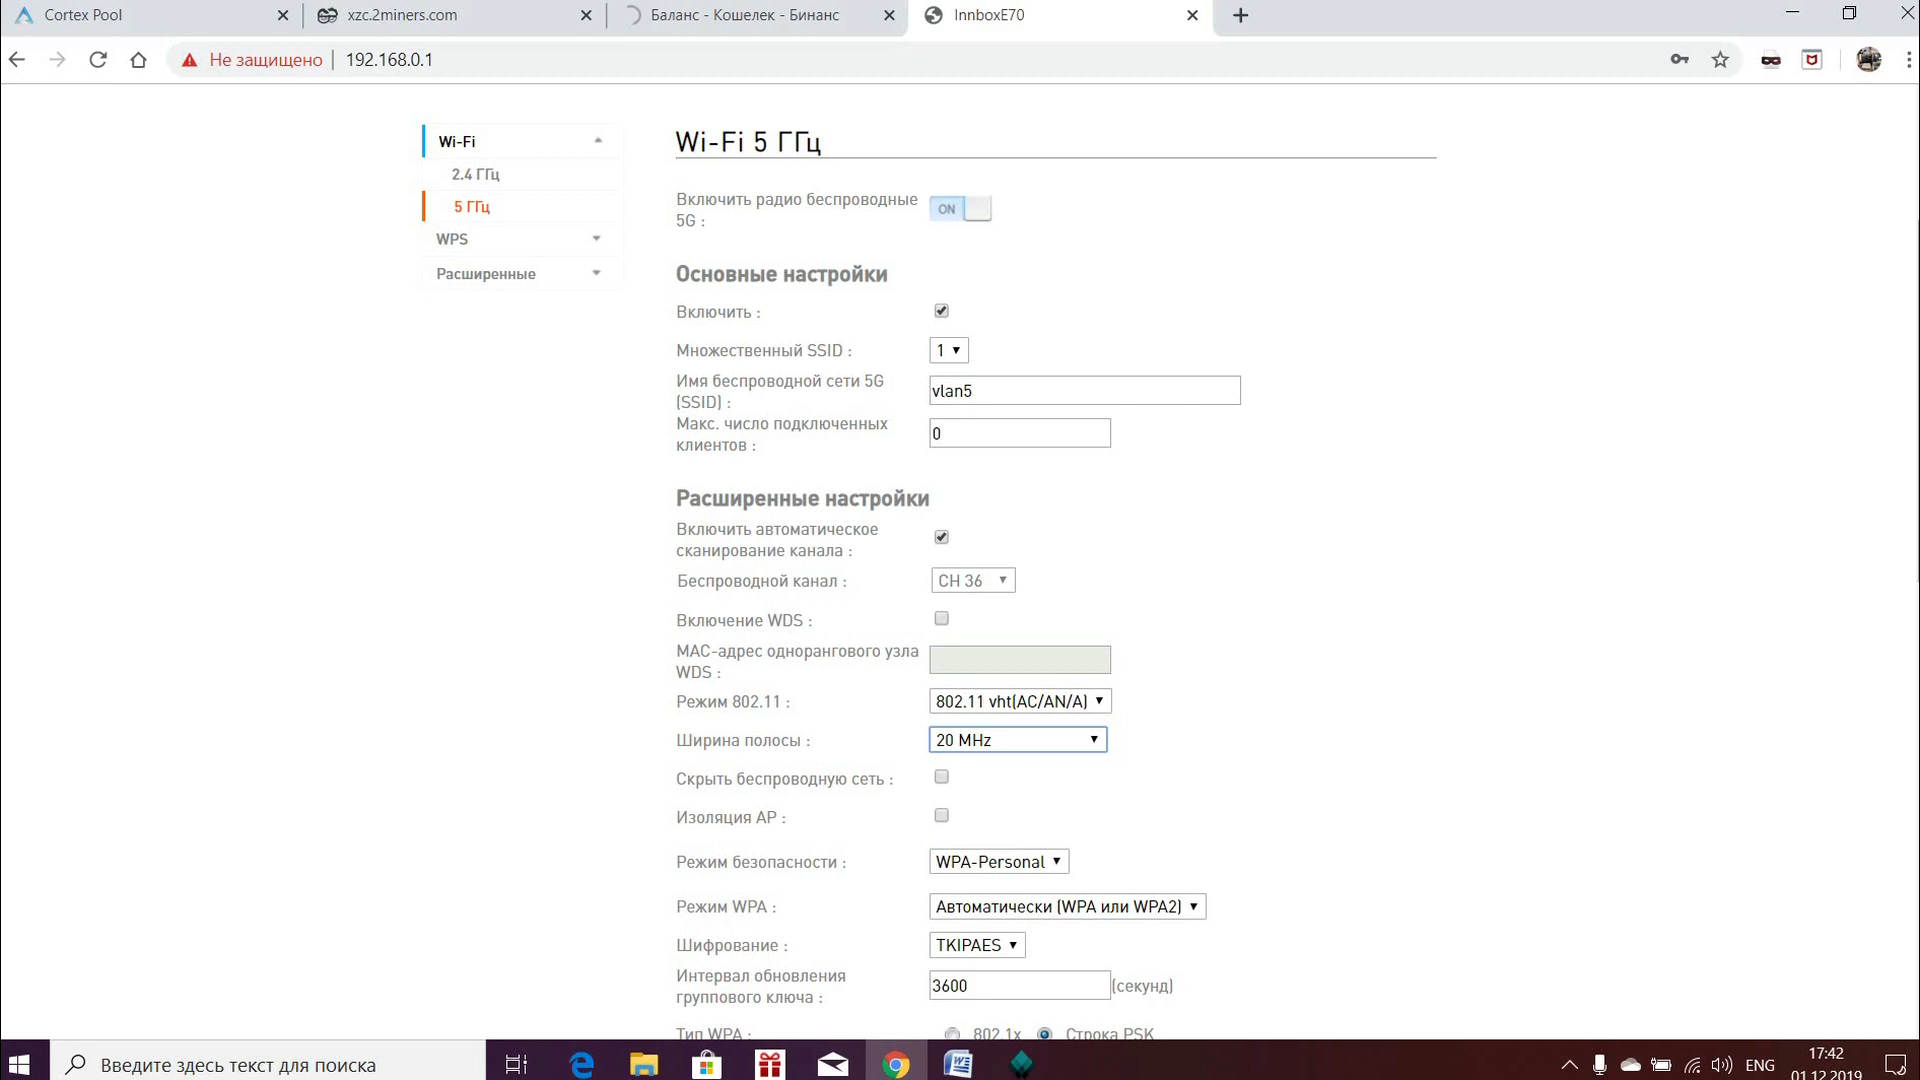 Cortex Pool
xzc.2miners.com
Баланс - Кошелек - Бинанс
InnboxE70
Не защищено
192.168.0.1
Wi-Fi
2.4 ГГц
5 ГГц
WPS
Расширенные
Wi-Fi 5 ГГц
Включить радио беспроводные
5G :
ON
Основные настройки
Включить :
Множественный SSID :
1
Имя беспроводной сети 5G
(SSID) :
vlan5
Макс. число подключенных
клиентов :
0
Расширенные настройки
Включить автоматическое
сканирование канала :
Беспроводной канал :
CH 36
Включение WDS :
MAC-адрес однорангового узла
WDS :
Режим 802.11 :
802.11 vht(AC/AN/A)
Ширина полосы :
20 MHz
Скрыть беспроводную сеть :
Изоляция AP :
Режим безопасности :
WPA-Personal
Режим WPA :
Автоматически (WPA или WPA2)
Шифрование :
TKIPAES
Интервал обновления
группового ключа :
3600
(секунд)
Тип WPA :
802.1x
Строка PSK
Введите здесь текст для поиска
ENG
17:42
01.12.2019